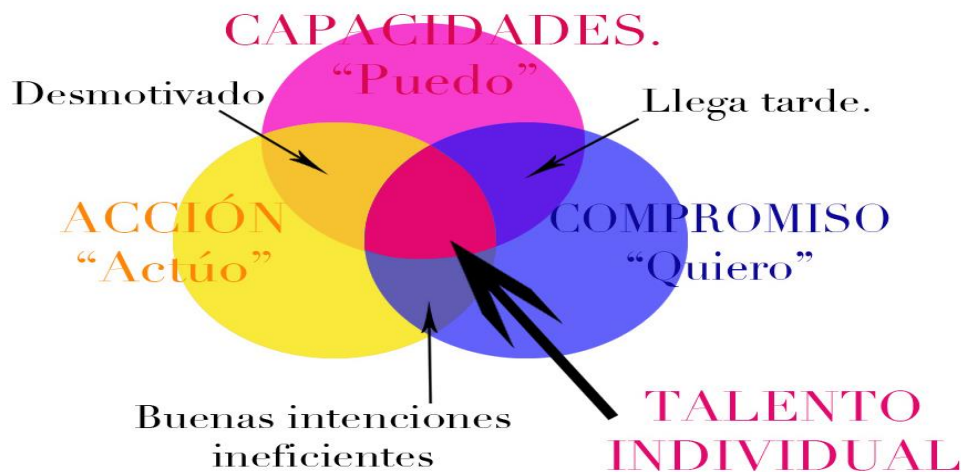 CAPACIDADES.
“Puedo”
Desmotivado
Llega tarde.
ACCIÓN
“Actúo”
COMPROMISO
“Quiero”
Buenas intenciones
ineficientes
TALENTO
INDIVIDUAL